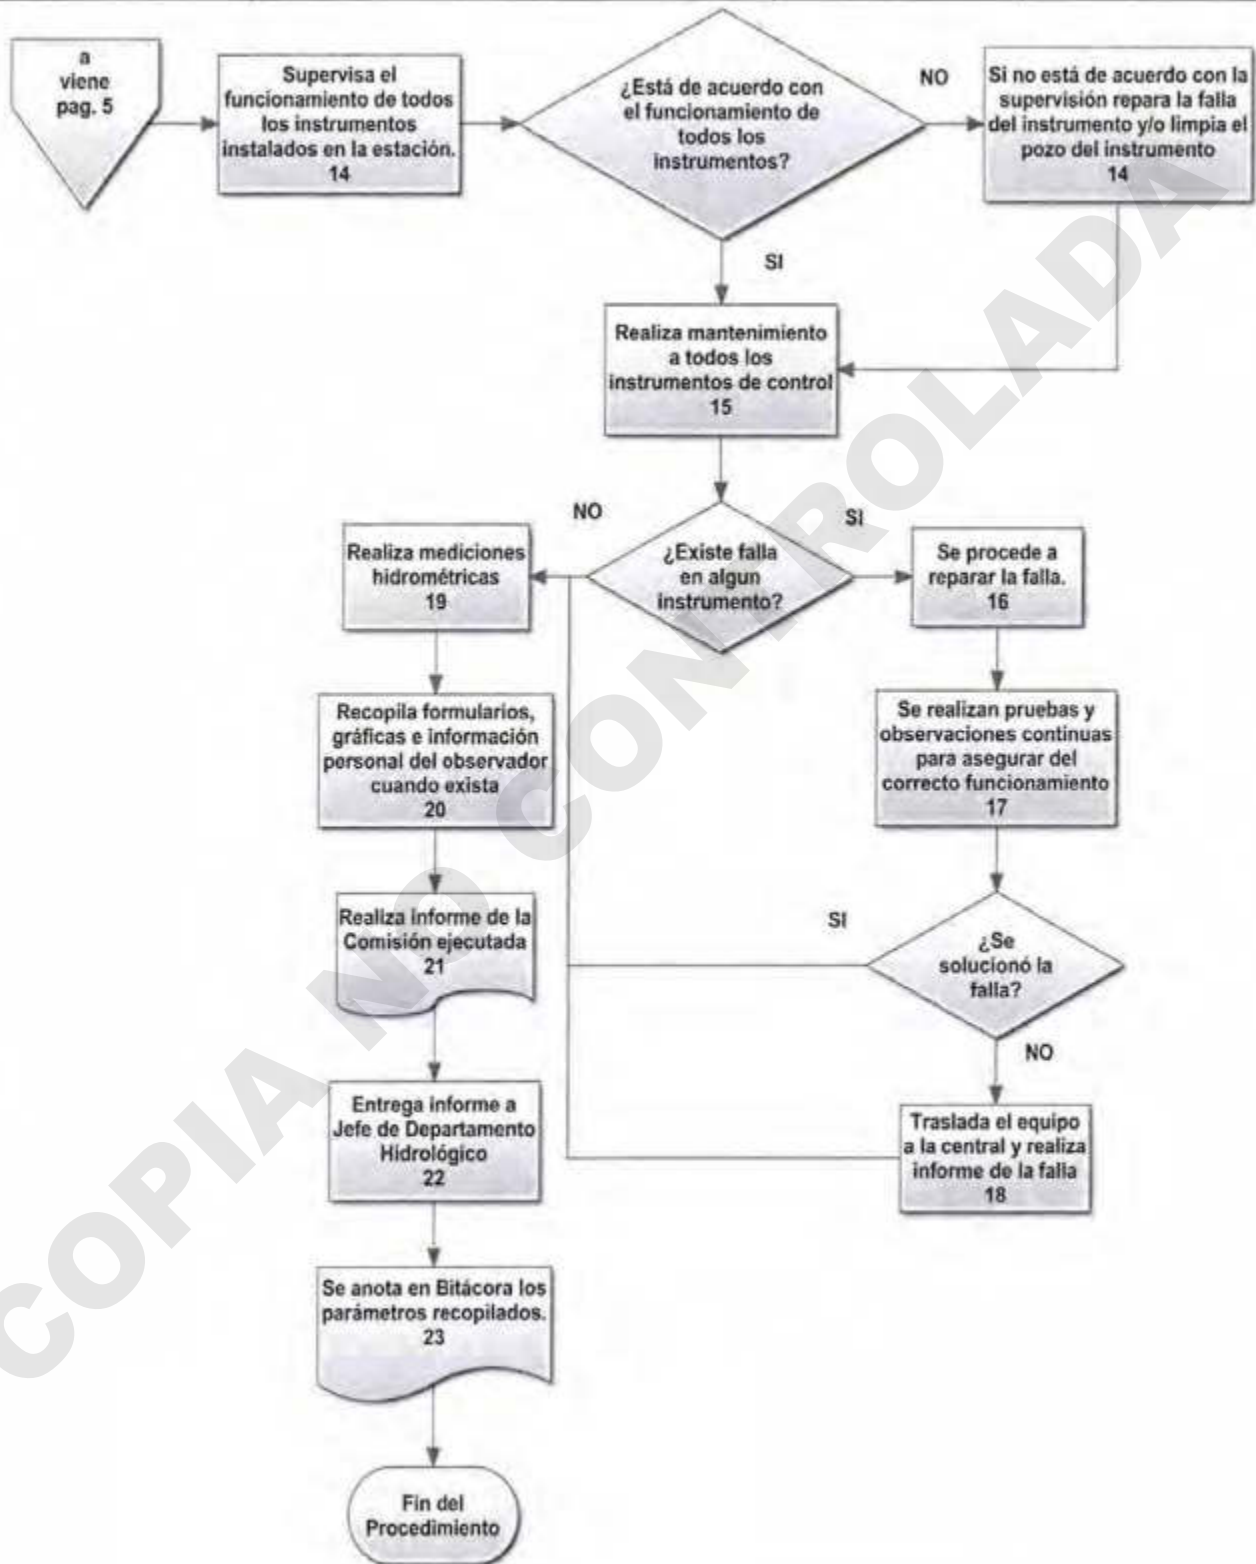 a
viene
pag. 5
Supervisa el
funcionamiento de todos
los instrumentos
instalados en la estación.
14
¿Está de acuerdo con
el funcionamiento de
todos los
instrumentos?
NO
Si no está de acuerdo con la
supervisión repara la falla
del instrumento y/o limpia el
pozo del instrumento
14
SI
Realiza mantenimiento
a todos los
instrumentos de control
15
NO
¿Existe falla
en algun
instrumento?
SI
Se procede a
reparar la falla.
16
Realiza mediciones
hidrométricas
19
Se realizan pruebas y
observaciones continuas
para asegurar del
correcto funcionamiento
17
Recopila formularios,
gráficas e información
personal del observador
cuando exista
20
Realiza informe de la
Comisión ejecutada
21
SI
¿Se
solucionó la
falla?
NO
Entrega informe a
Jefe de Departamento
Hidrológico
22
Traslada el equipo
a la central y realiza
informe de la falla
18
Se anota en Bitácora los
parámetros recopilados.
23
Fin del
Procedimiento
COPIA NO CONTROLADA